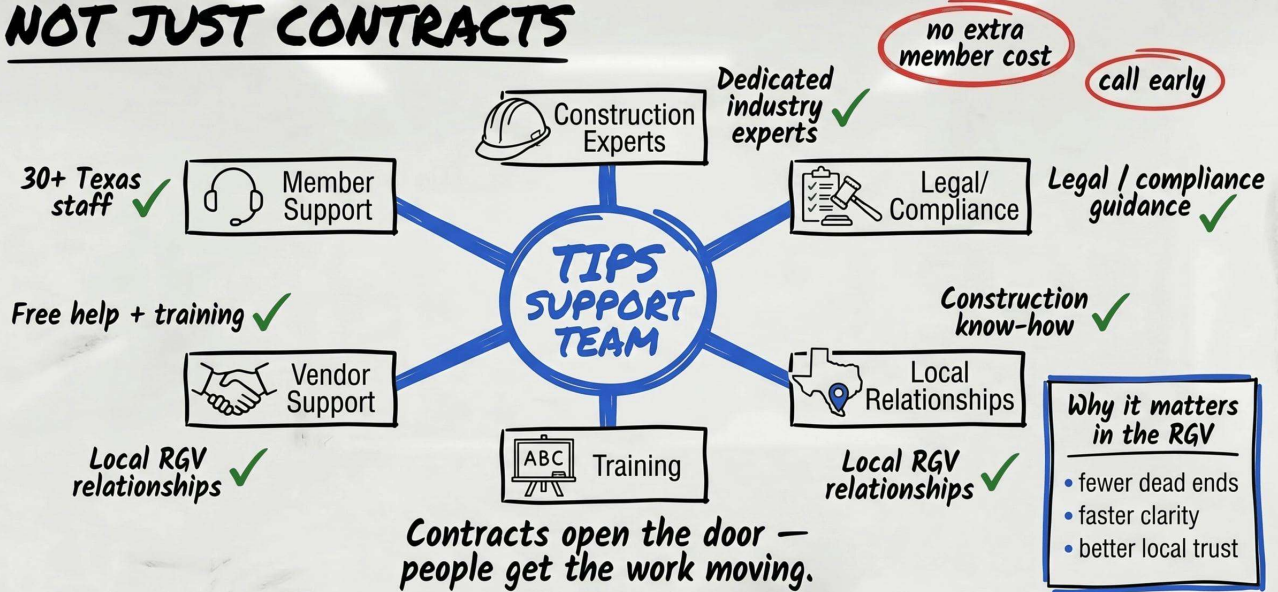 NOT JUST CONTRACTS
no extra
member cost
call early
Dedicated
industry
experts
Construction
Experts
30+ Texas
staff
Member
Support
Legal/
Compliance
Legal / compliance
guidance
TIPS
SUPPORT
TEAM
Free help + training
Construction
know-how
Vendor
Support
Local
Relationships
Local RGV
relationships
ABC
Training
Local RGV
relationships
Why it matters
in the RGV
• fewer dead ends
• faster clarity
• better local trust
Contracts open the door —
people get the work moving.